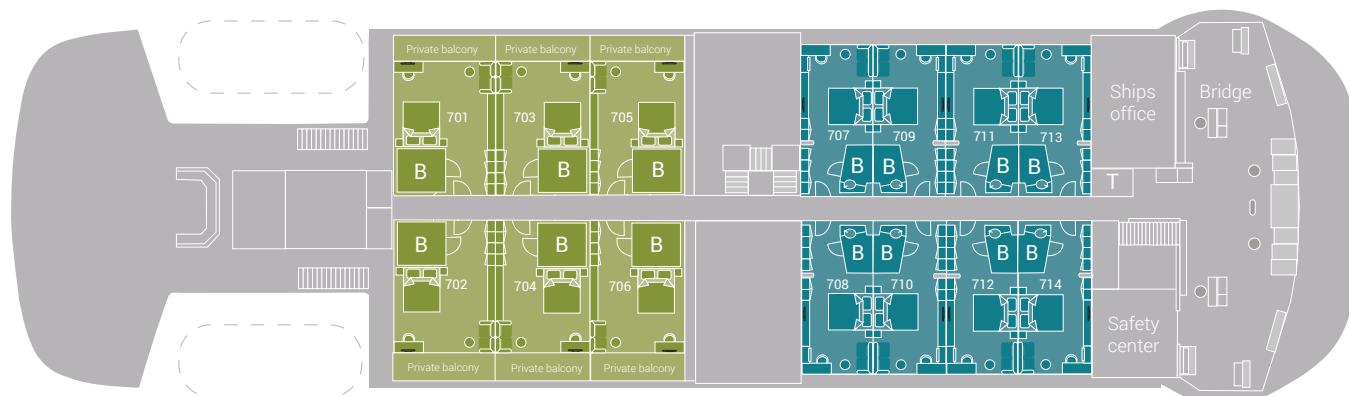 Private balcony
Private balcony
Private balcony
701
703
705
B
B
B
707
709
711
713
B
B
B
B
Ships
office
Bridge
T
B
B
B
702
704
706
B
B
B
B
708
710
712
714
Safety
center
Private balcony
Private balcony
Private balcony